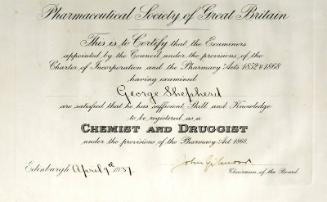 Pharmaceutical Society of Great Britain
This is to Certify that the Examiners
appointed by the Council under the provisions of the
Charter of Incorporation and the Pharmacy Acts 1852 & 1868
having examined
George Shepherd
are satisfied that he has sufficient Skill and Knowledge
to be registered as a
CHEMIST AND DRUGGIST
under the provisions of the Pharmacy Act 1868.
Edinburgh April 9th 1937. John
Chairman of the Board